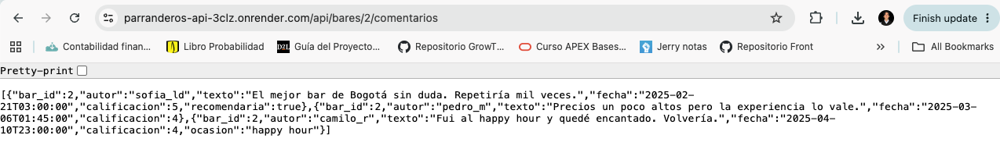 parranderos-api-3clz.onrender.com/api/bares/2/comentarios
Finish update
Contabilidad finan...
Libro Probabilidad
D2L
Guía del Proyecto...
Repositorio GrowT...
Curso APEX Bases...
Jerry notas
Repositorio Front
All Bookmarks
Pretty-print
[{"bar_id":2,"autor":"sofia_ld","texto":"El mejor bar de Bogotá sin duda. Repetiría mil veces.","fecha":"2025-02-
21T03:00:00","calificacion":5,"recomendaria":true},{"bar_id":2,"autor":"pedro_m","texto":"Precios un poco altos pero la experiencia lo vale.","fecha":"2025-03-
06T01:45:00","calificacion":4},{"bar_id":2,"autor":"camilo_r","texto":"Fui al happy hour y quedé encantado. Volvería.","fecha":"2025-04-
10T23:00:00","calificacion":4,"ocasion":"happy hour"}]